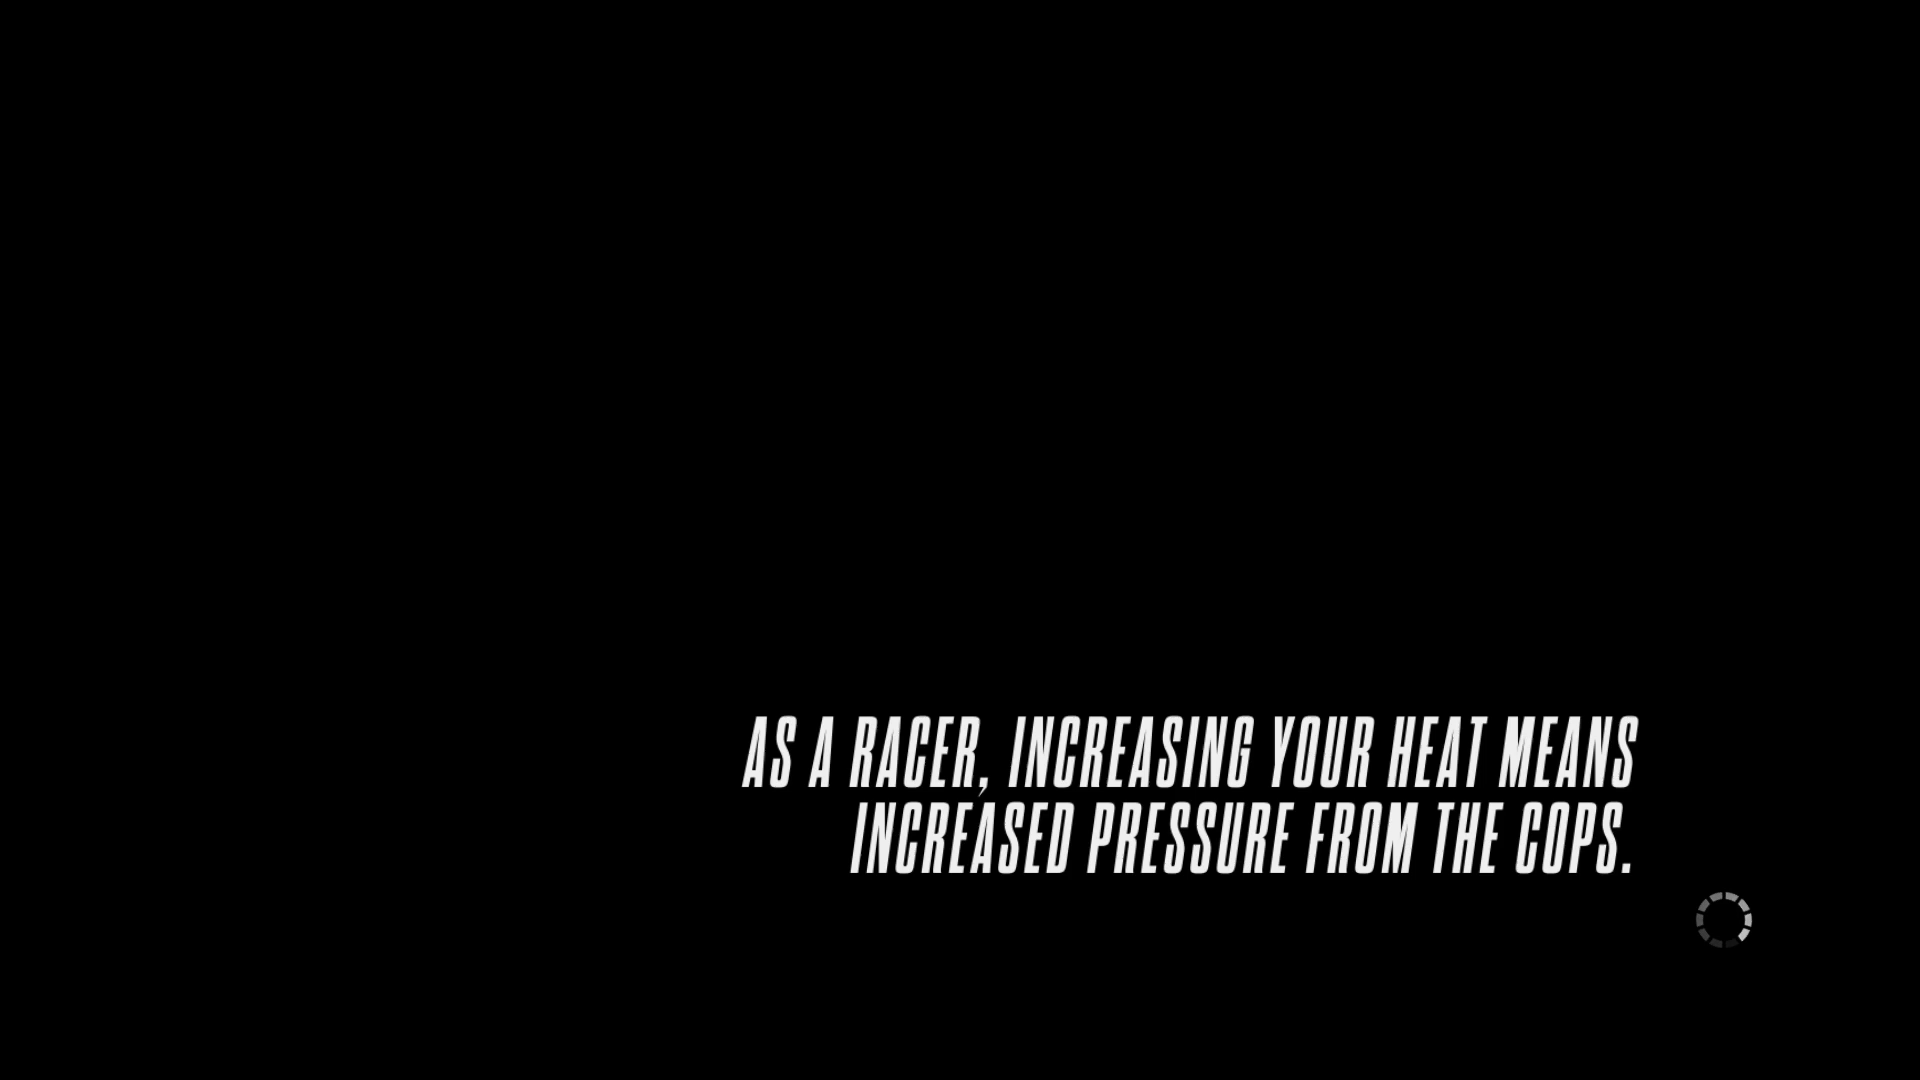 AS A RACER, INCREASING YOUR HEAT MEANS
INCREASED PRESSURE FROM THE COPS.